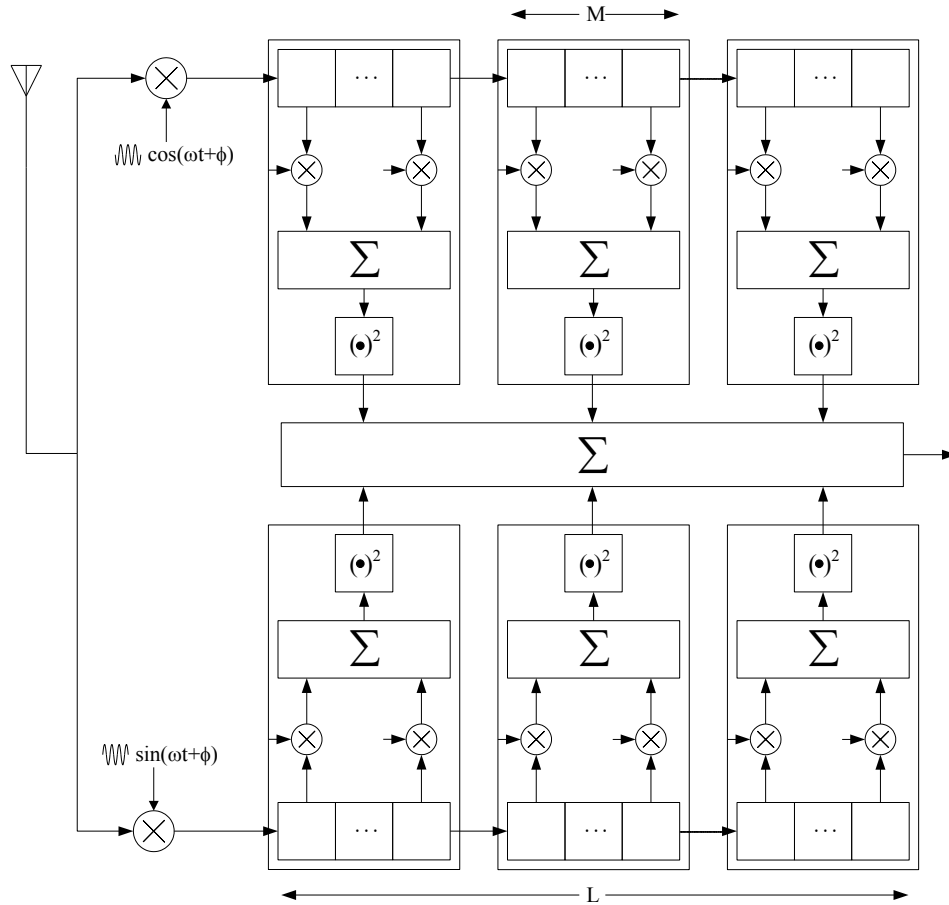 M
... ... ...
cos(ωt+ϕ)
Σ Σ Σ
(•)² (•)² (•)²
Σ
(•)² (•)² (•)²
Σ Σ Σ
sin(ωt+ϕ)
... ... ...
L